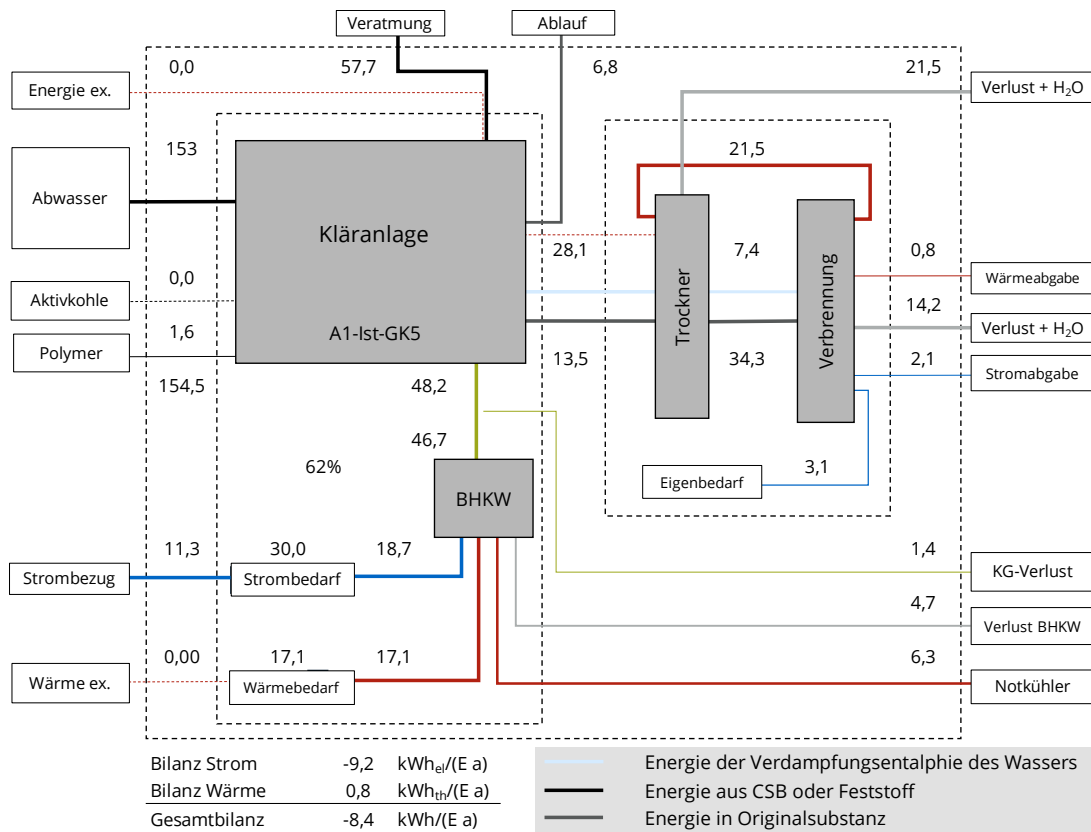 Veratmung
Ablauf
0,0
57,7
6,8
21,5
Energie ex.
Verlust + H₂O
153
21,5
Abwasser
Kläranlage
28,1
7,4
0,8
Trockner
Verbrennung
0,0
Aktivkohle
Wärmeabgabe
14,2
1,6
A1-Ist-GK5
Polymer
Verlust + H₂O
154,5
48,2
13,5
34,3
2,1
Stromabgabe
46,7
62%
3,1
BHKW
Eigenbedarf
11,3
30,0
18,7
1,4
Strombezug
Strombedarf
KG-Verlust
4,7
Verlust BHKW
0,00
17,1
17,1
6,3
Wärme ex.
Wärmebedarf
Notkühler
Bilanz Strom -9,2 kWhₑₗ/(E a)
Bilanz Wärme 0,8 kWhₜₕ/(E a)
Gesamtbilanz -8,4 kWh/(E a)
Energie der Verdampfungsentalphie des Wassers
Energie aus CSB oder Feststoff
Energie in Originalsubstanz